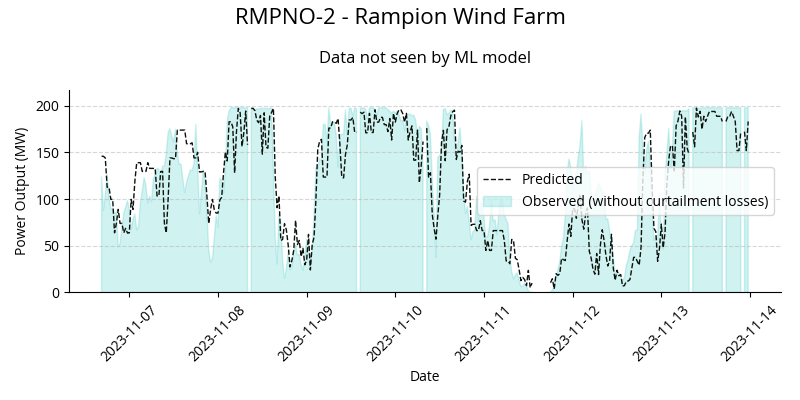 RMPNO-2 - Rampion Wind Farm
Data not seen by ML model
Power Output (MW)
200
150
100
50
0
Predicted
Observed (without curtailment losses)
2023-11-07
2023-11-08
2023-11-09
2023-11-10
2023-11-11
2023-11-12
2023-11-13
2023-11-14
Date